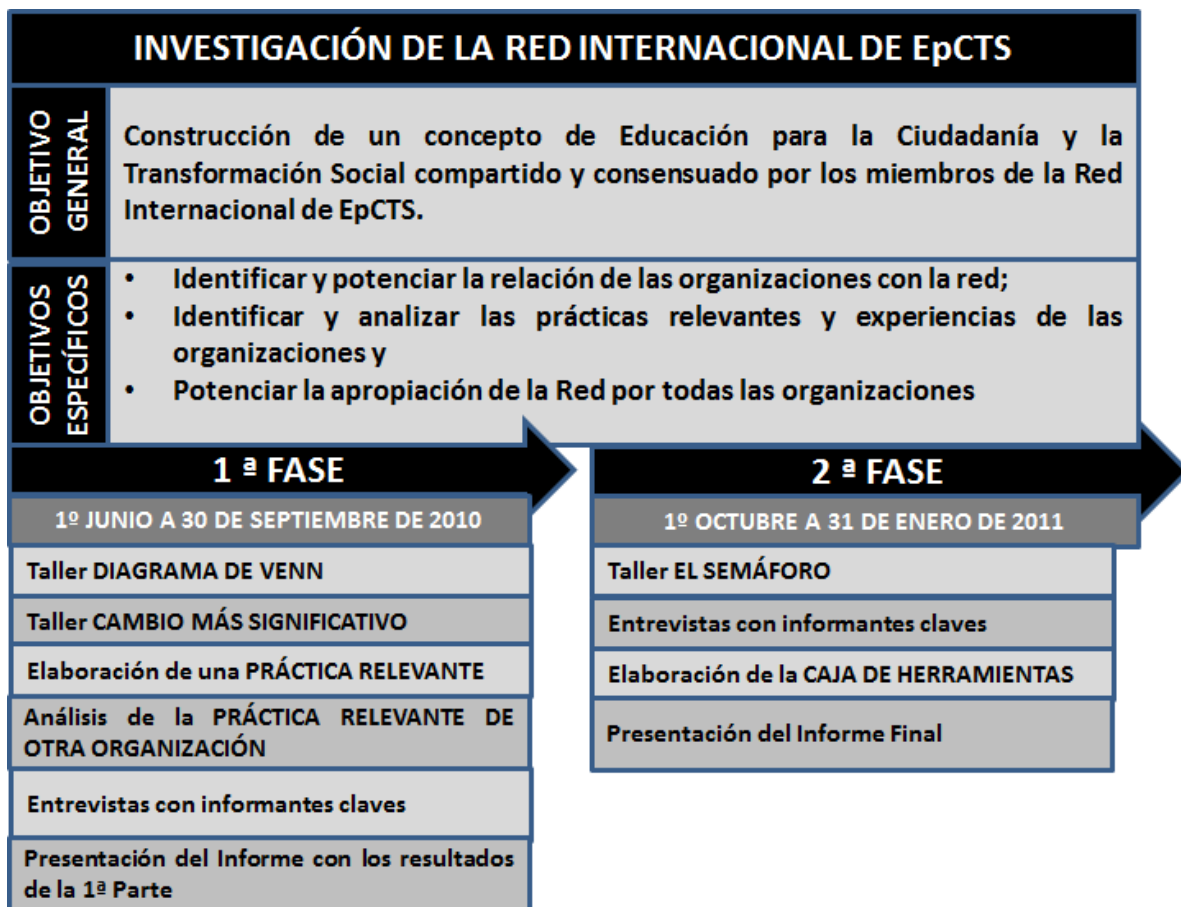 INVESTIGACIÓN DE LA RED INTERNACIONAL DE EpCTS
OBJETIVO
GENERAL
Construcción de un concepto de Educación para la Ciudadanía y la
Transformación Social compartido y consensuado por los miembros de la Red
Internacional de EpCTS.
OBJETIVOS
ESPECÍFICOS
• Identificar y potenciar la relación de las organizaciones con la red;
• Identificar y analizar las prácticas relevantes y experiencias de las
organizaciones y
• Potenciar la apropiación de la Red por todas las organizaciones
1 ª FASE
1º JUNIO A 30 DE SEPTIEMBRE DE 2010
Taller DIAGRAMA DE VENN
Taller CAMBIO MÁS SIGNIFICATIVO
Elaboración de una PRÁCTICA RELEVANTE
Análisis de la PRÁCTICA RELEVANTE DE
OTRA ORGANIZACIÓN
Entrevistas con informantes claves
Presentación del Informe con los resultados
de la 1ª Parte
2 ª FASE
1º OCTUBRE A 31 DE ENERO DE 2011
Taller EL SEMÁFORO
Entrevistas con informantes claves
Elaboración de la CAJA DE HERRAMIENTAS
Presentación del Informe Final